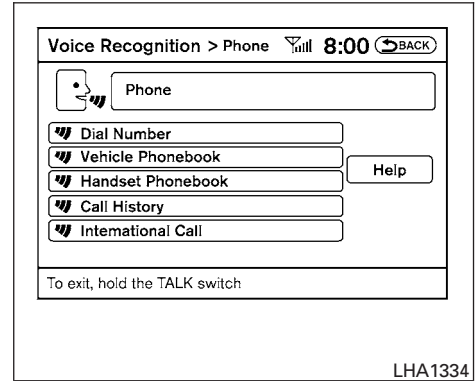 Voice Recognition > Phone 8:00 BACK
Phone
Dial Number
Vehicle Phonebook
Handset Phonebook
Help
Call History
International Call
To exit, hold the TALK switch
LHA1334